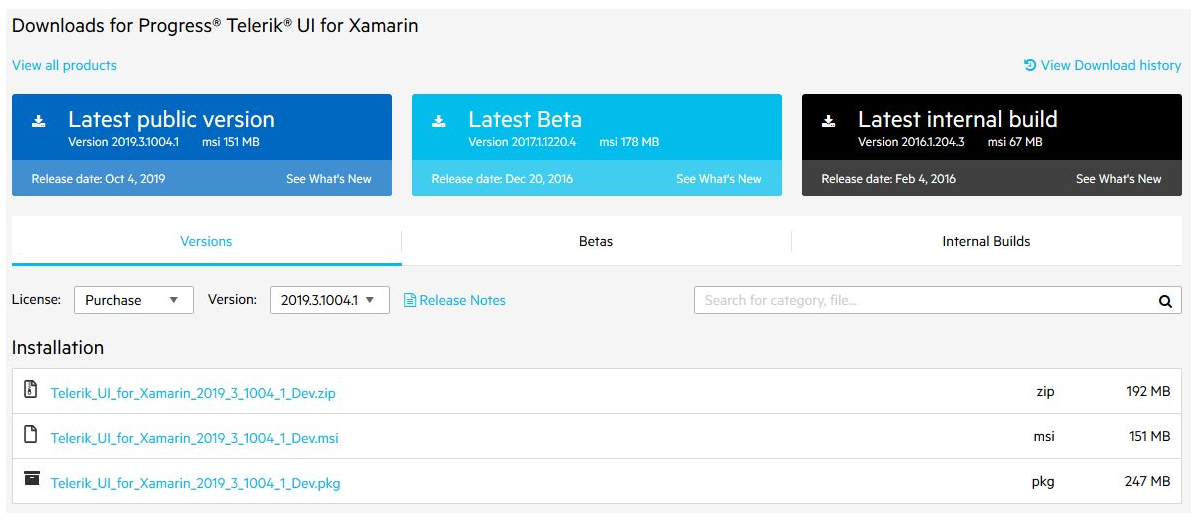 Downloads for Progress® Telerik® UI for Xamarin
View all products
View Download history
Latest public version
Version 2019.3.1004.1 msi 151 MB
Release date: Oct 4, 2019 See What's New
Latest Beta
Version 2017.1.1220.4 msi 178 MB
Release date: Dec 20, 2016 See What's New
Latest internal build
Version 2016.1.204.3 msi 67 MB
Release date: Feb 4, 2016 See What's New
Versions Betas Internal Builds
License: Purchase Version: 2019.3.1004.1 Release Notes Search for category, file...
Installation
Telerik_UI_for_Xamarin_2019_3_1004_1_Dev.zip zip 192 MB
Telerik_UI_for_Xamarin_2019_3_1004_1_Dev.msi msi 151 MB
Telerik_UI_for_Xamarin_2019_3_1004_1_Dev.pkg pkg 247 MB